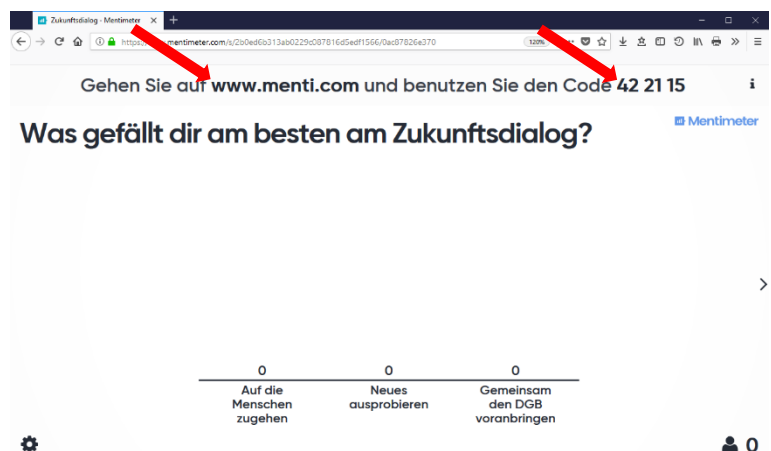 Zukunftsdialog - Mentimeter
mentimeter.com/s/2b0ed6b313ab0229c087816d5edf1566/0ac07826e370
120%
Gehen Sie auf www.menti.com und benutzen Sie den Code 42 21 15
Was gefällt dir am besten am Zukunftsdialog?
Mentimeter
0 0 0
Auf die Menschen zugehen
Neues ausprobieren
Gemeinsam den DGB voranbringen
0